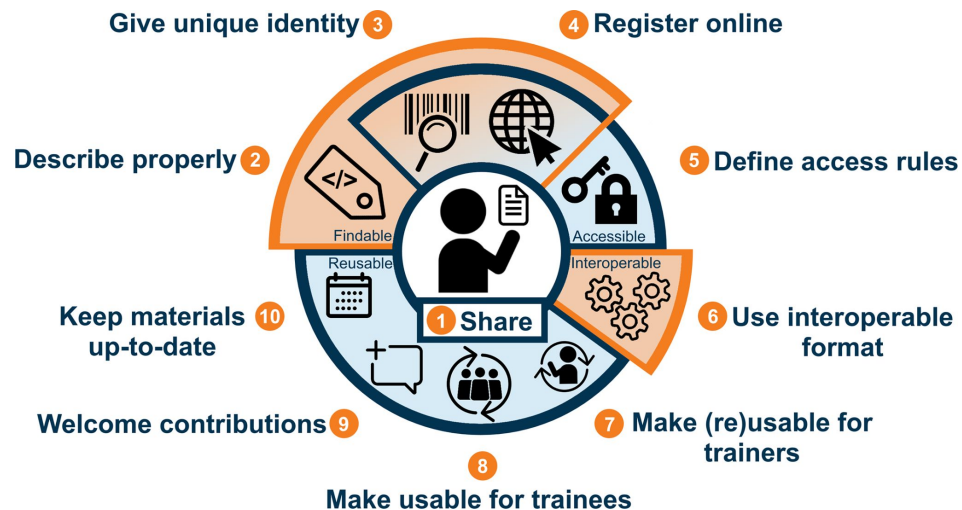 Give unique identity 3
4 Register online
Describe properly 2
5 Define access rules
</>
Findable
Accessible
Reusable
Interoperable
1 Share
Keep materials 10
up-to-date
6 Use interoperable
format
Welcome contributions 9
7 Make (re)usable for
trainers
8
Make usable for trainees